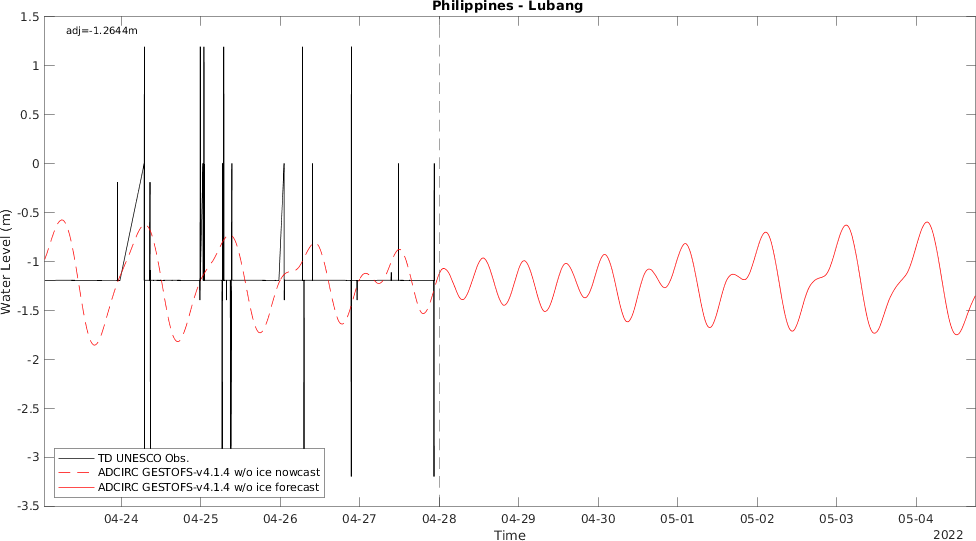 Philippines - Lubang
adj=-1.2644m
1.5
1
0.5
0
-0.5
-1
-1.5
-2
-2.5
-3
-3.5
Water Level (m)
TD UNESCO Obs.
ADCIRC GESTOFS-v4.1.4 w/o ice nowcast
ADCIRC GESTOFS-v4.1.4 w/o ice forecast
04-24 04-25 04-26 04-27 04-28 04-29 04-30 05-01 05-02 05-03 05-04
Time
2022